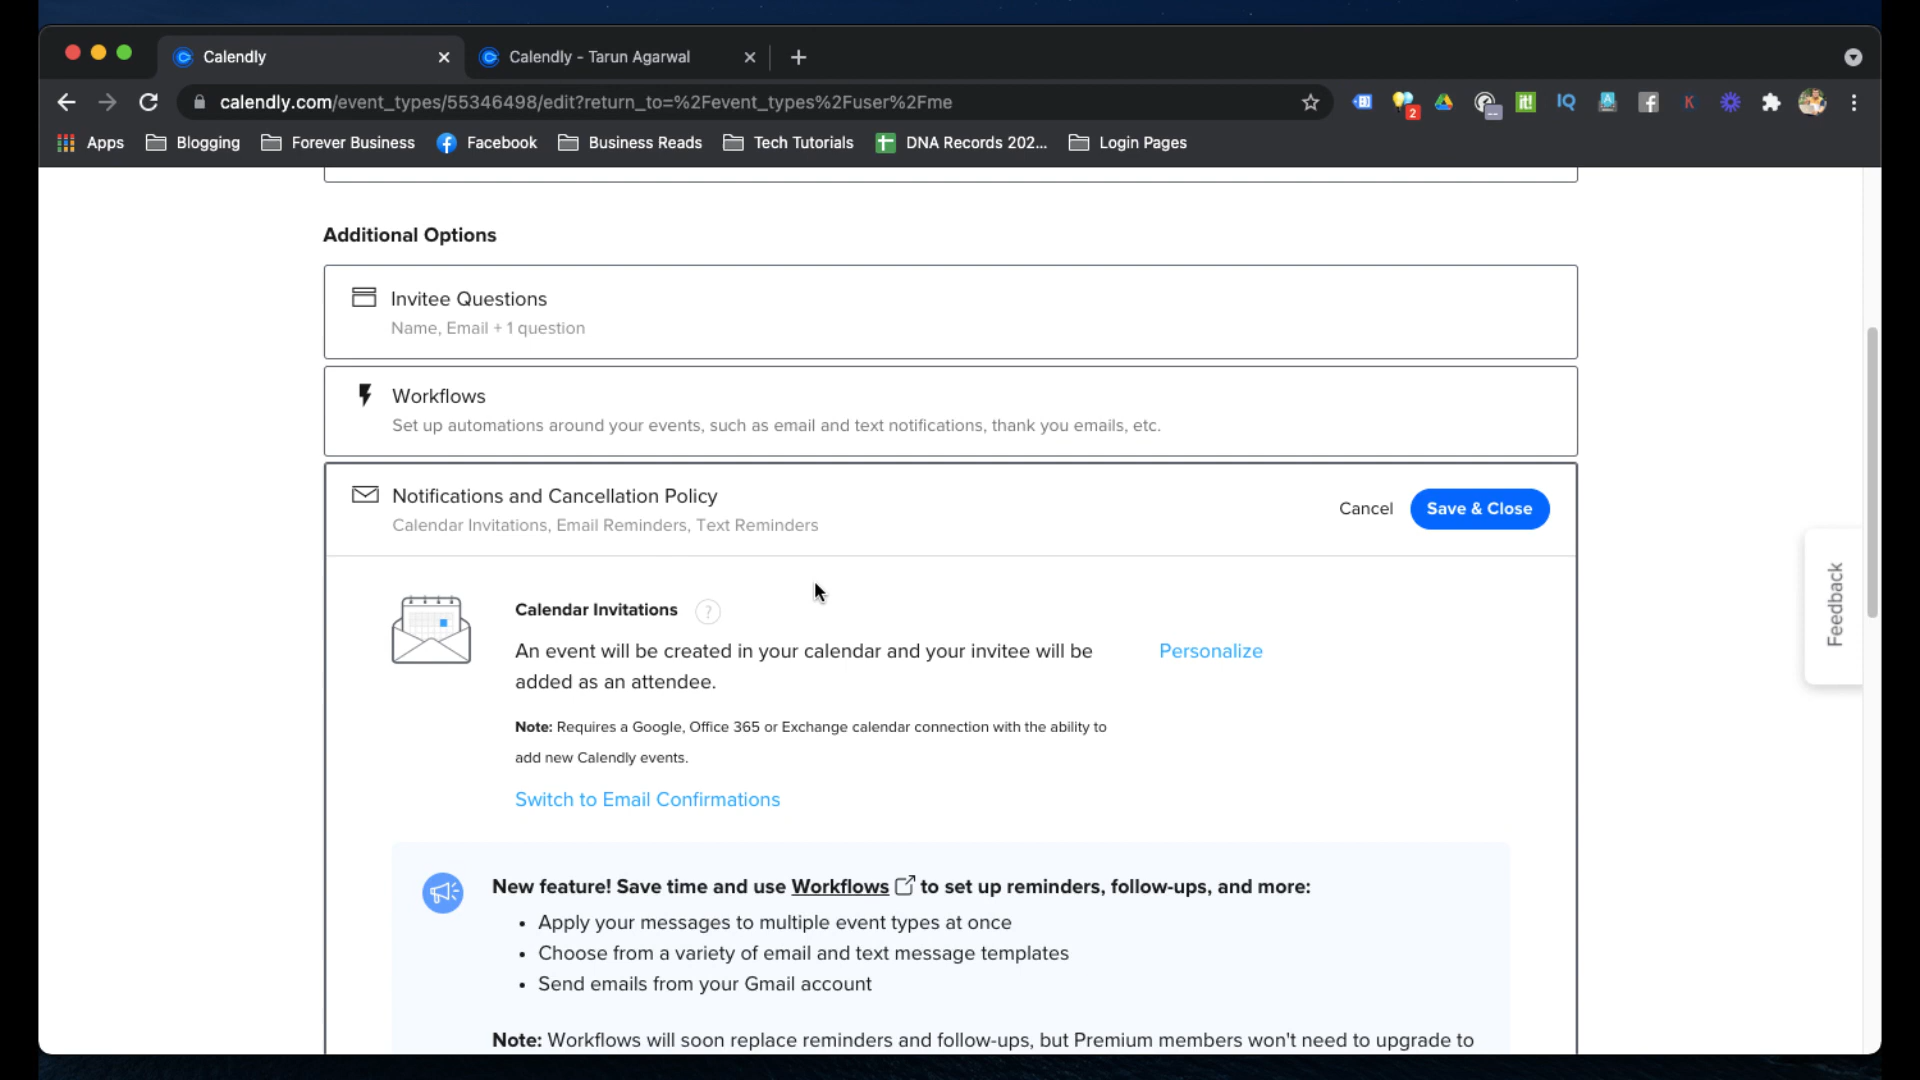 Calendly
Calendly - Tarun Agarwal
calendly.com/event_types/55346498/edit?return_to=%2Fevent_types%2Fuser%2Fme
2
it!
IQ
K
Apps
Blogging
Forever Business
Facebook
Business Reads
Tech Tutorials
DNA Records 202...
Login Pages
Additional Options
Invitee Questions
Name, Email + 1 question
Workflows
Set up automations around your events, such as email and text notifications, thank you emails, etc.
Notifications and Cancellation Policy
Calendar Invitations, Email Reminders, Text Reminders
Cancel
Save & Close
Calendar Invitations ?
An event will be created in your calendar and your invitee will be
added as an attendee.
Personalize
Note: Requires a Google, Office 365 or Exchange calendar connection with the ability to
add new Calendly events.
Switch to Email Confirmations
New feature! Save time and use Workflows to set up reminders, follow-ups, and more:
• Apply your messages to multiple event types at once
• Choose from a variety of email and text message templates
• Send emails from your Gmail account
Note: Workflows will soon replace reminders and follow-ups, but Premium members won't need to upgrade to
Feedback